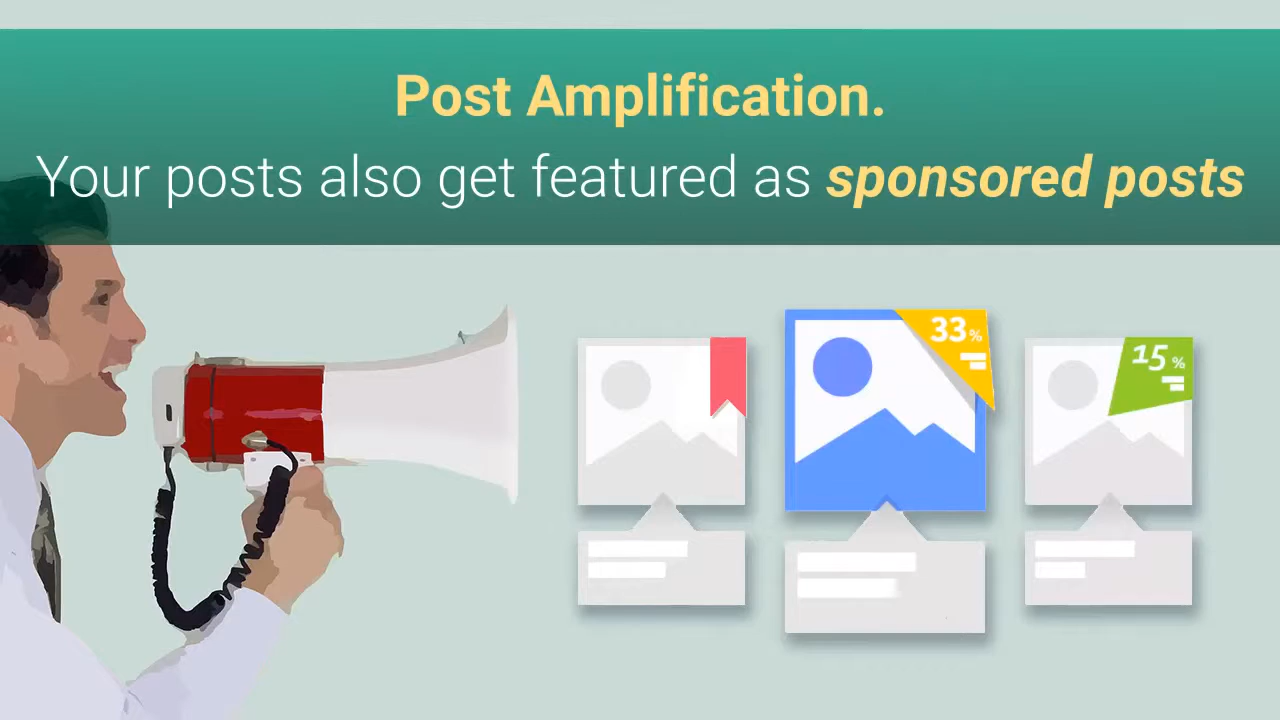 Post Amplification.
Your posts also get featured as sponsored posts
33%
15%